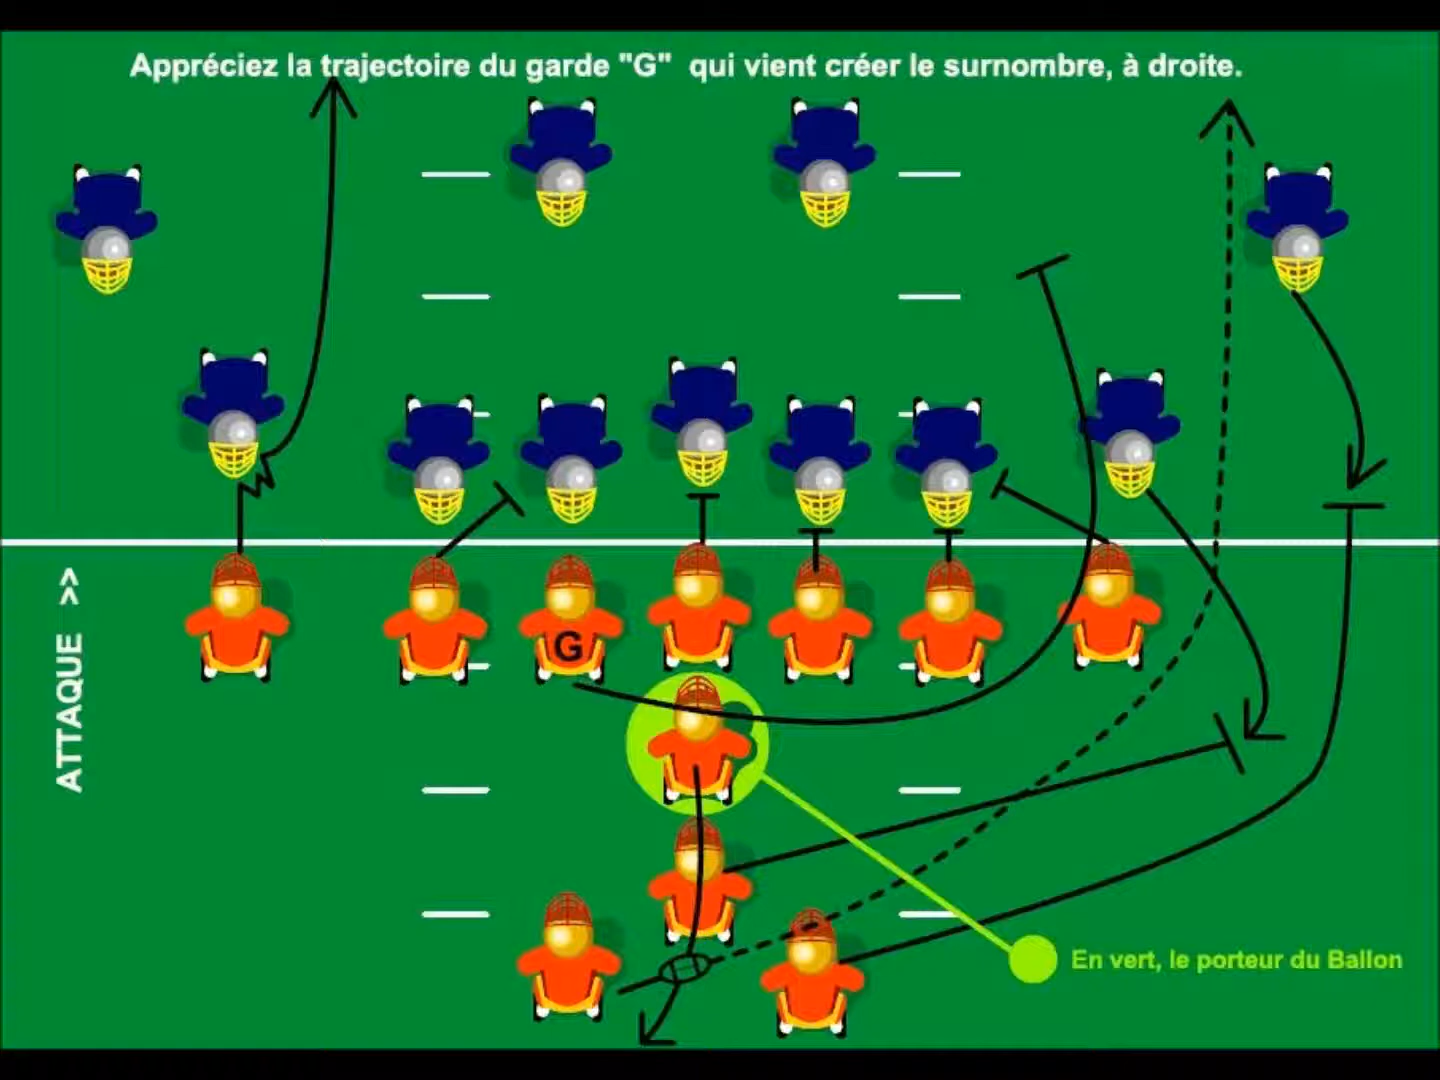 Appréciez la trajectoire du garde "G" qui vient créer le surnombre, à droite.
ATTAQUE >>
G
En vert, le porteur du Ballon